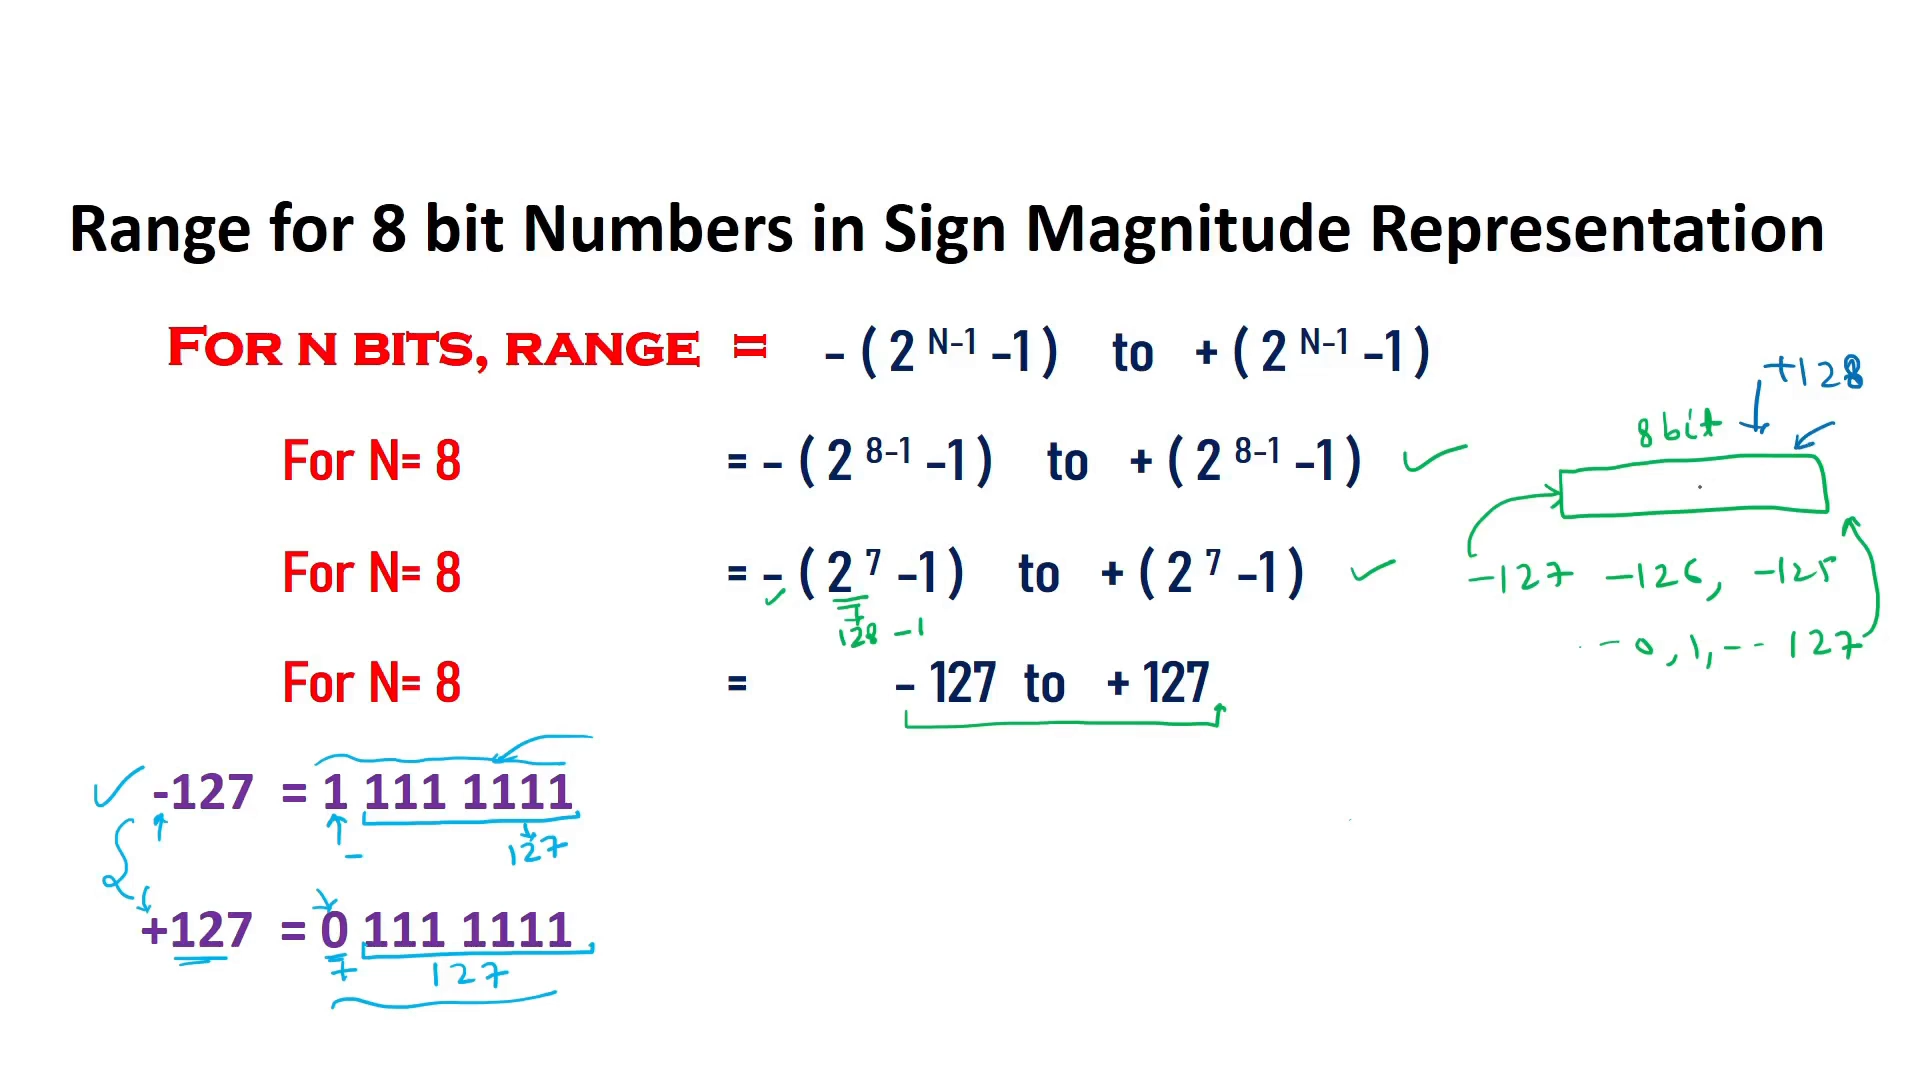 Range for 8 bit Numbers in Sign Magnitude Representation
FOR N BITS, RANGE = – ( 2 ᴺ⁻¹ –1 ) to + ( 2 ᴺ⁻¹ –1 )
+128
8 bit
For N= 8 = – ( 2 ⁸⁻¹ –1 ) to + ( 2 ⁸⁻¹ –1 )
For N= 8 = – ( 2 ⁷ –1 ) to + ( 2 ⁷ –1 )
-127 -126, -125
128 -1
-0, 1, -- 127
For N= 8 = – 127 to + 127
-127 = 1 111 1111
- 127
+127 = 0 111 1111
+ 127